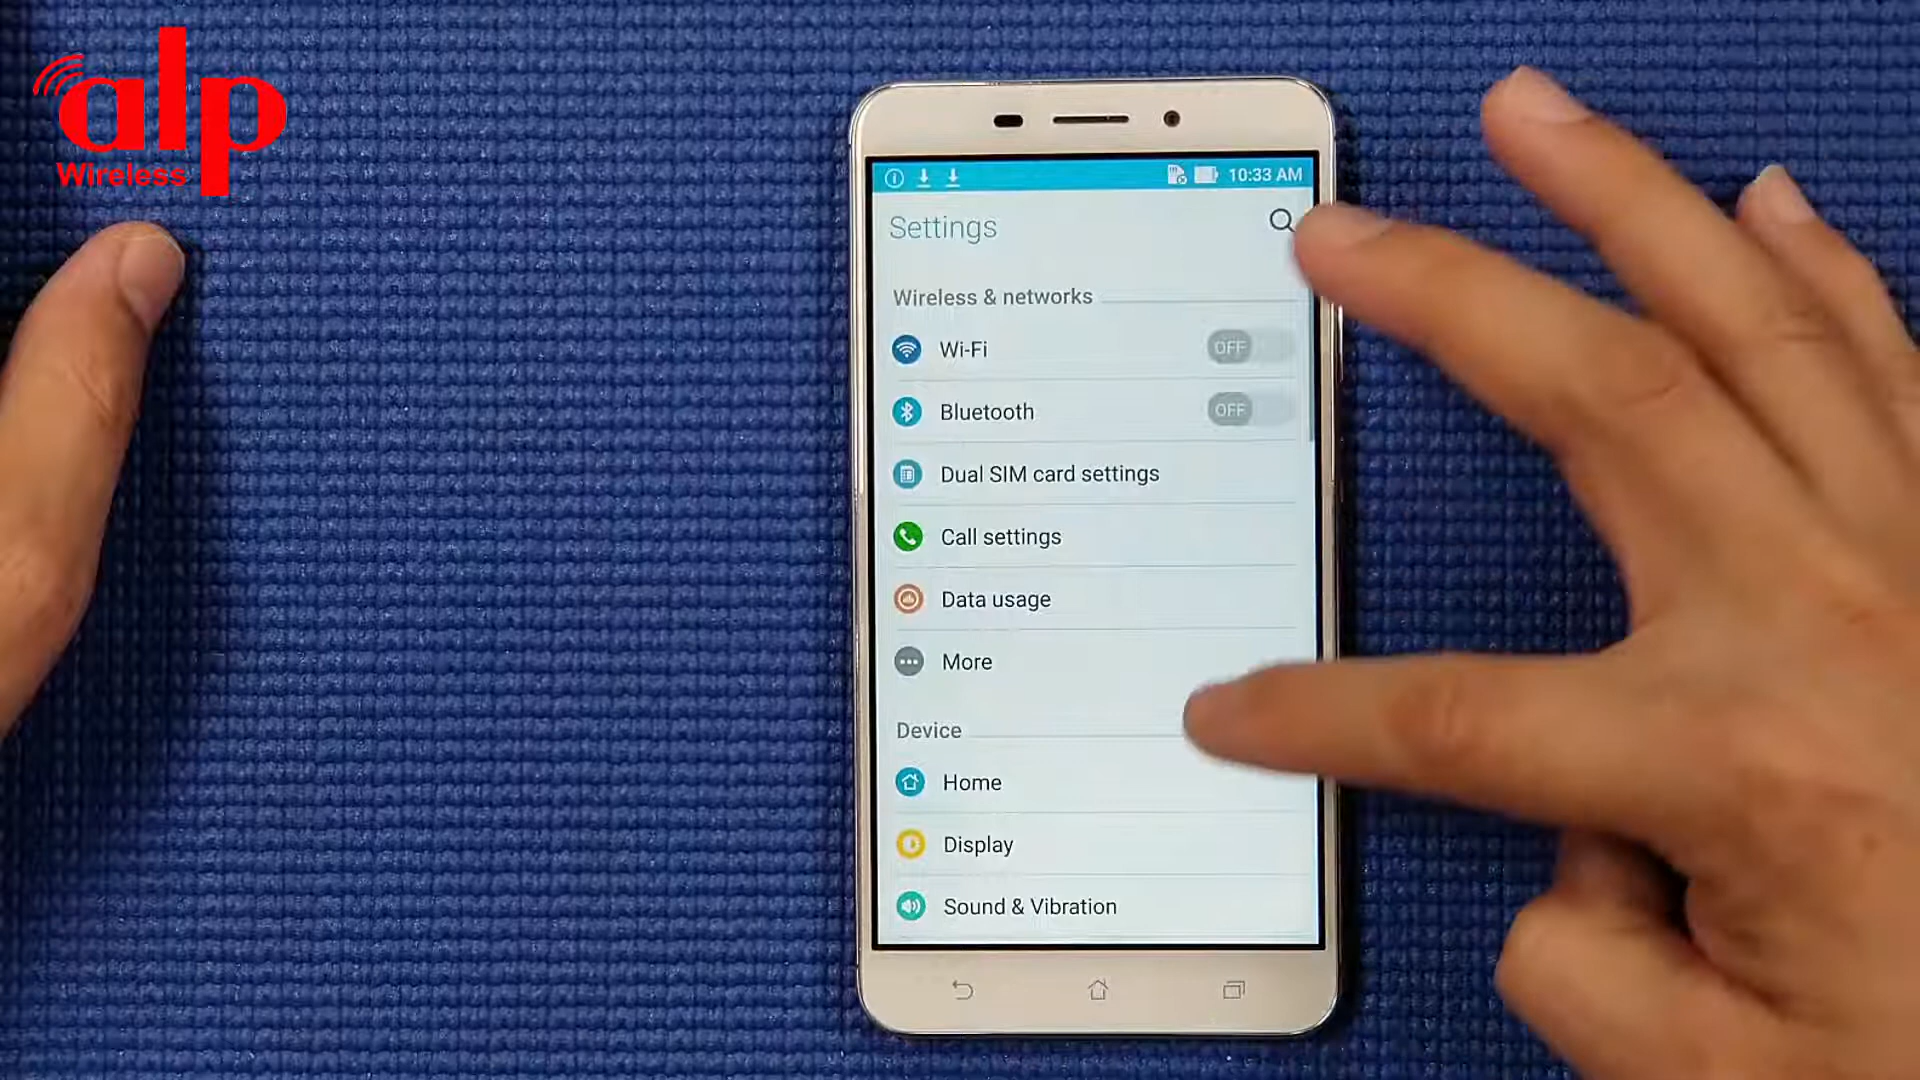 alp
Wireless
10:33 AM
Settings
Wireless & networks
Wi-Fi
OFF
Bluetooth
OFF
Dual SIM card settings
Call settings
Data usage
More
Device
Home
Display
Sound & Vibration